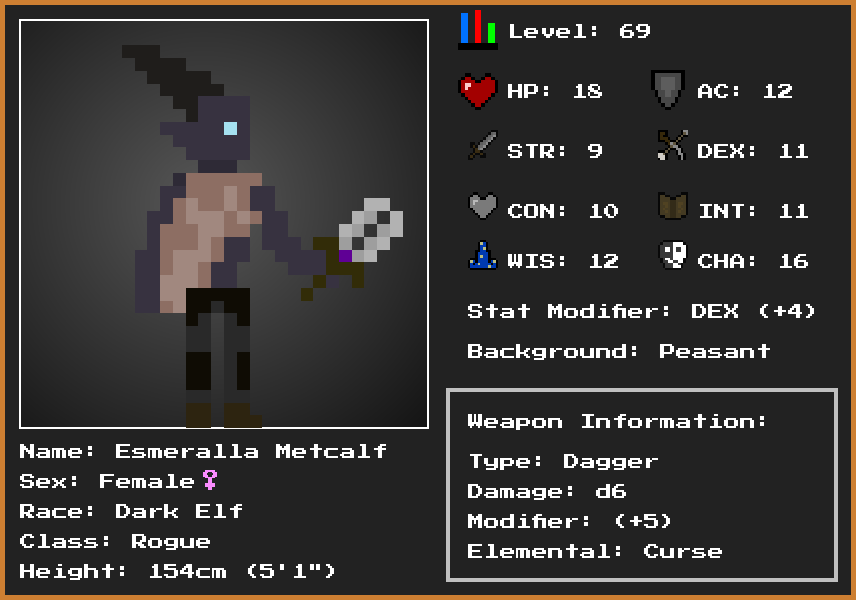 Level: 69
HP: 18
AC: 12
STR: 9
DEX: 11
CON: 10
INT: 11
WIS: 12
CHA: 16
Stat Modifier: DEX (+4)
Background: Peasant
Weapon Information:
Type: Dagger
Damage: d6
Modifier: (+5)
Elemental: Curse
Name: Esmeralla Metcalf
Sex: Female♀
Race: Dark Elf
Class: Rogue
Height: 154cm (5'1")